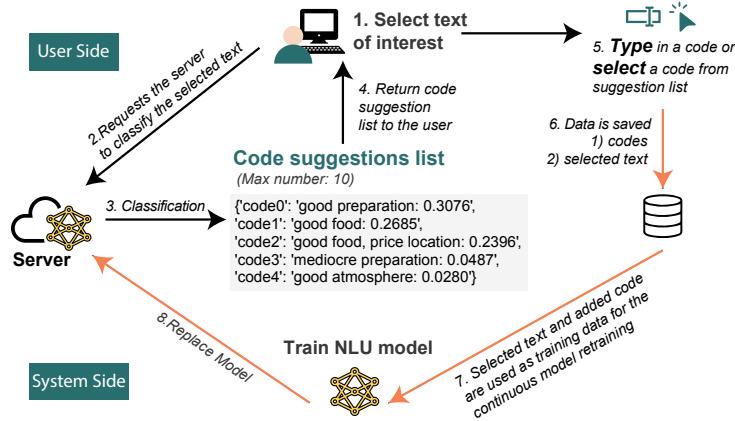 User Side
1. Select text
of interest
5. Type in a code or
select a code from
suggestion list
2.Requests the server
to classify the selected text
4. Return code
suggestion
list to the user
6. Data is saved
1) codes
2) selected text
Code suggestions list
(Max number: 10)
3. Classification
{'code0': 'good preparation: 0.3076',
'code1': 'good food: 0.2685',
'code2': 'good food, price location: 0.2396',
'code3': 'mediocre preparation: 0.0487',
'code4': 'good atmosphere: 0.0280'}
Server
8.Replace Model
Train NLU model
7. Selected text and added code
are used as training data for the
continuous model retraining
System Side